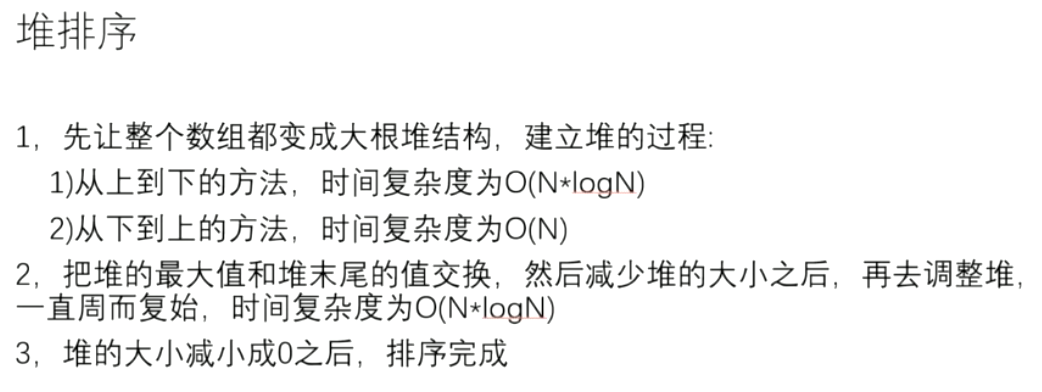 堆排序
1，先让整个数组都变成大根堆结构，建立堆的过程:
1)从上到下的方法，时间复杂度为O(N*logN)
2)从下到上的方法，时间复杂度为O(N)
2，把堆的最大值和堆末尾的值交换，然后减少堆的大小之后，再去调整堆，
一直周而复始，时间复杂度为O(N*logN)
3，堆的大小减小成0之后，排序完成